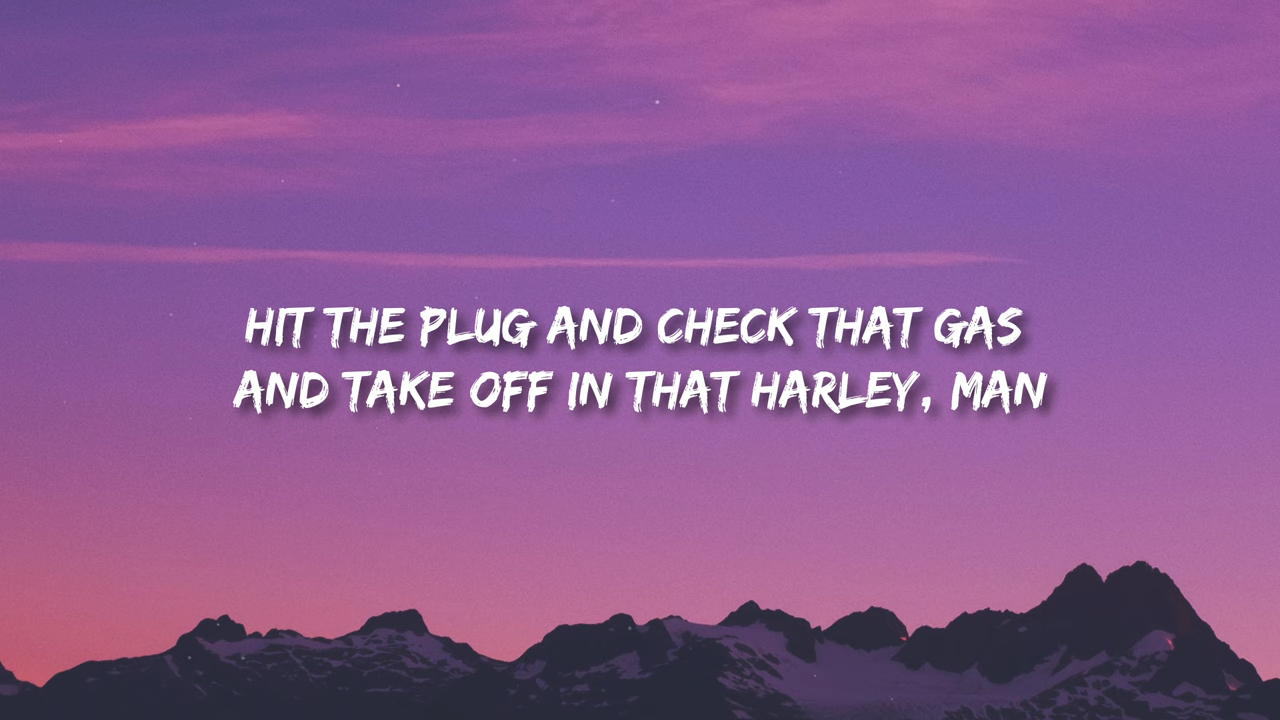 HIT THE PLUG AND CHECK THAT GAS
AND TAKE OFF IN THAT HARLEY, MAN